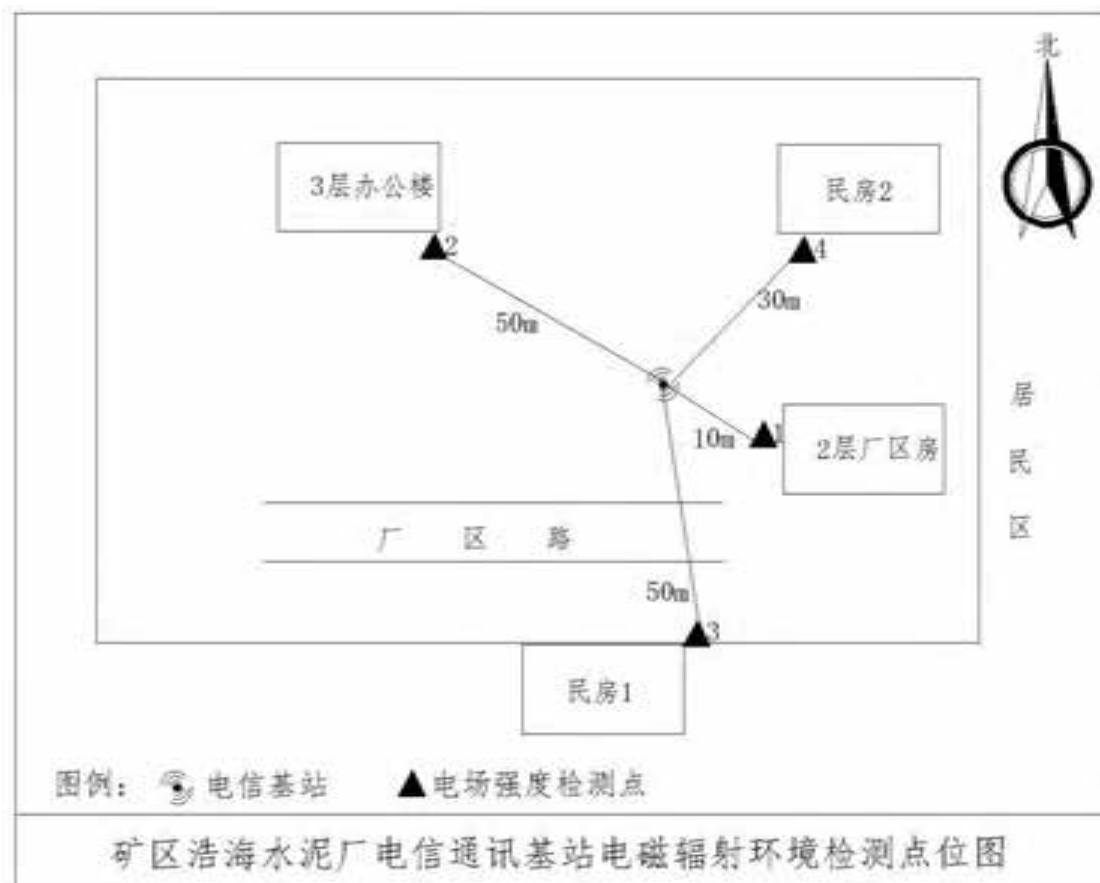 北
3层办公楼
民房2
2
4
30m
50m
居民区
10m
1
2层厂区房
厂区路
50m
3
民房1
图例： 电信基站 电场强度检测点
矿区浩海水泥厂电信通讯基站电磁辐射环境检测点位图